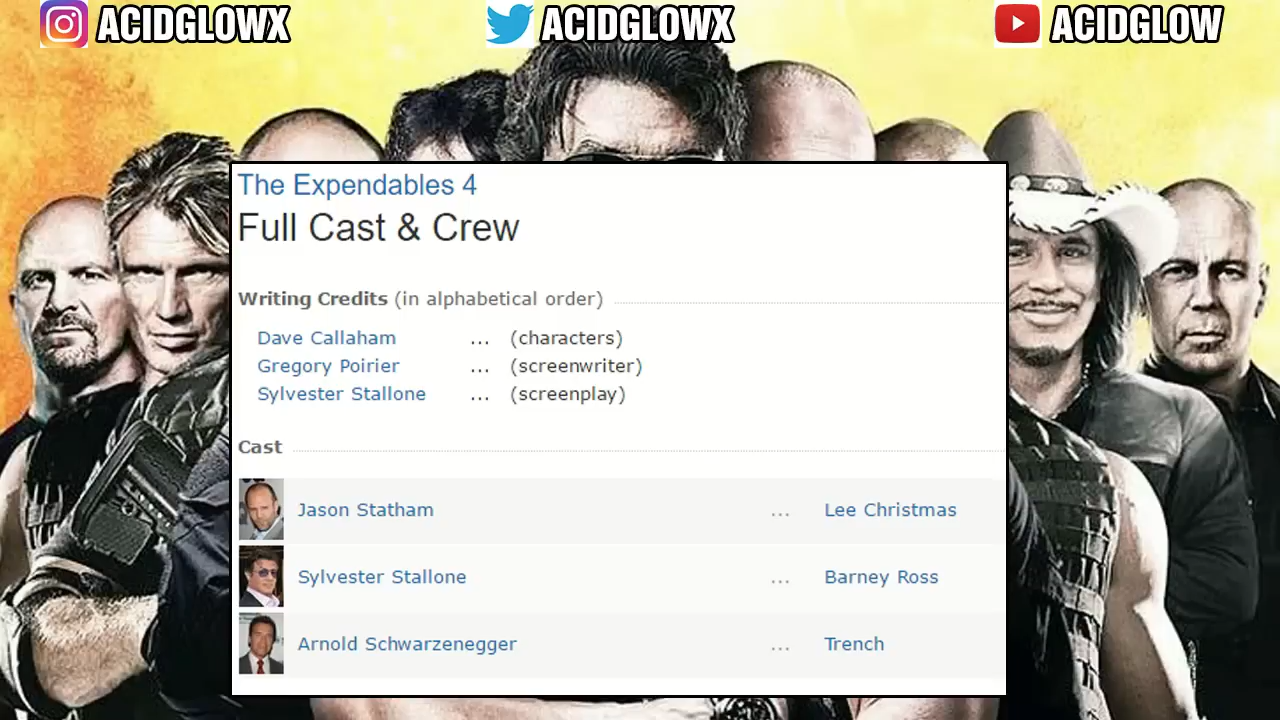 ACIDGLOWX ACIDGLOWX ACIDGLOW
The Expendables 4
Full Cast & Crew
Writing Credits (in alphabetical order)
Dave Callaham ... (characters)
Gregory Poirier ... (screenwriter)
Sylvester Stallone ... (screenplay)
Cast
Jason Statham ... Lee Christmas
Sylvester Stallone ... Barney Ross
Arnold Schwarzenegger ... Trench